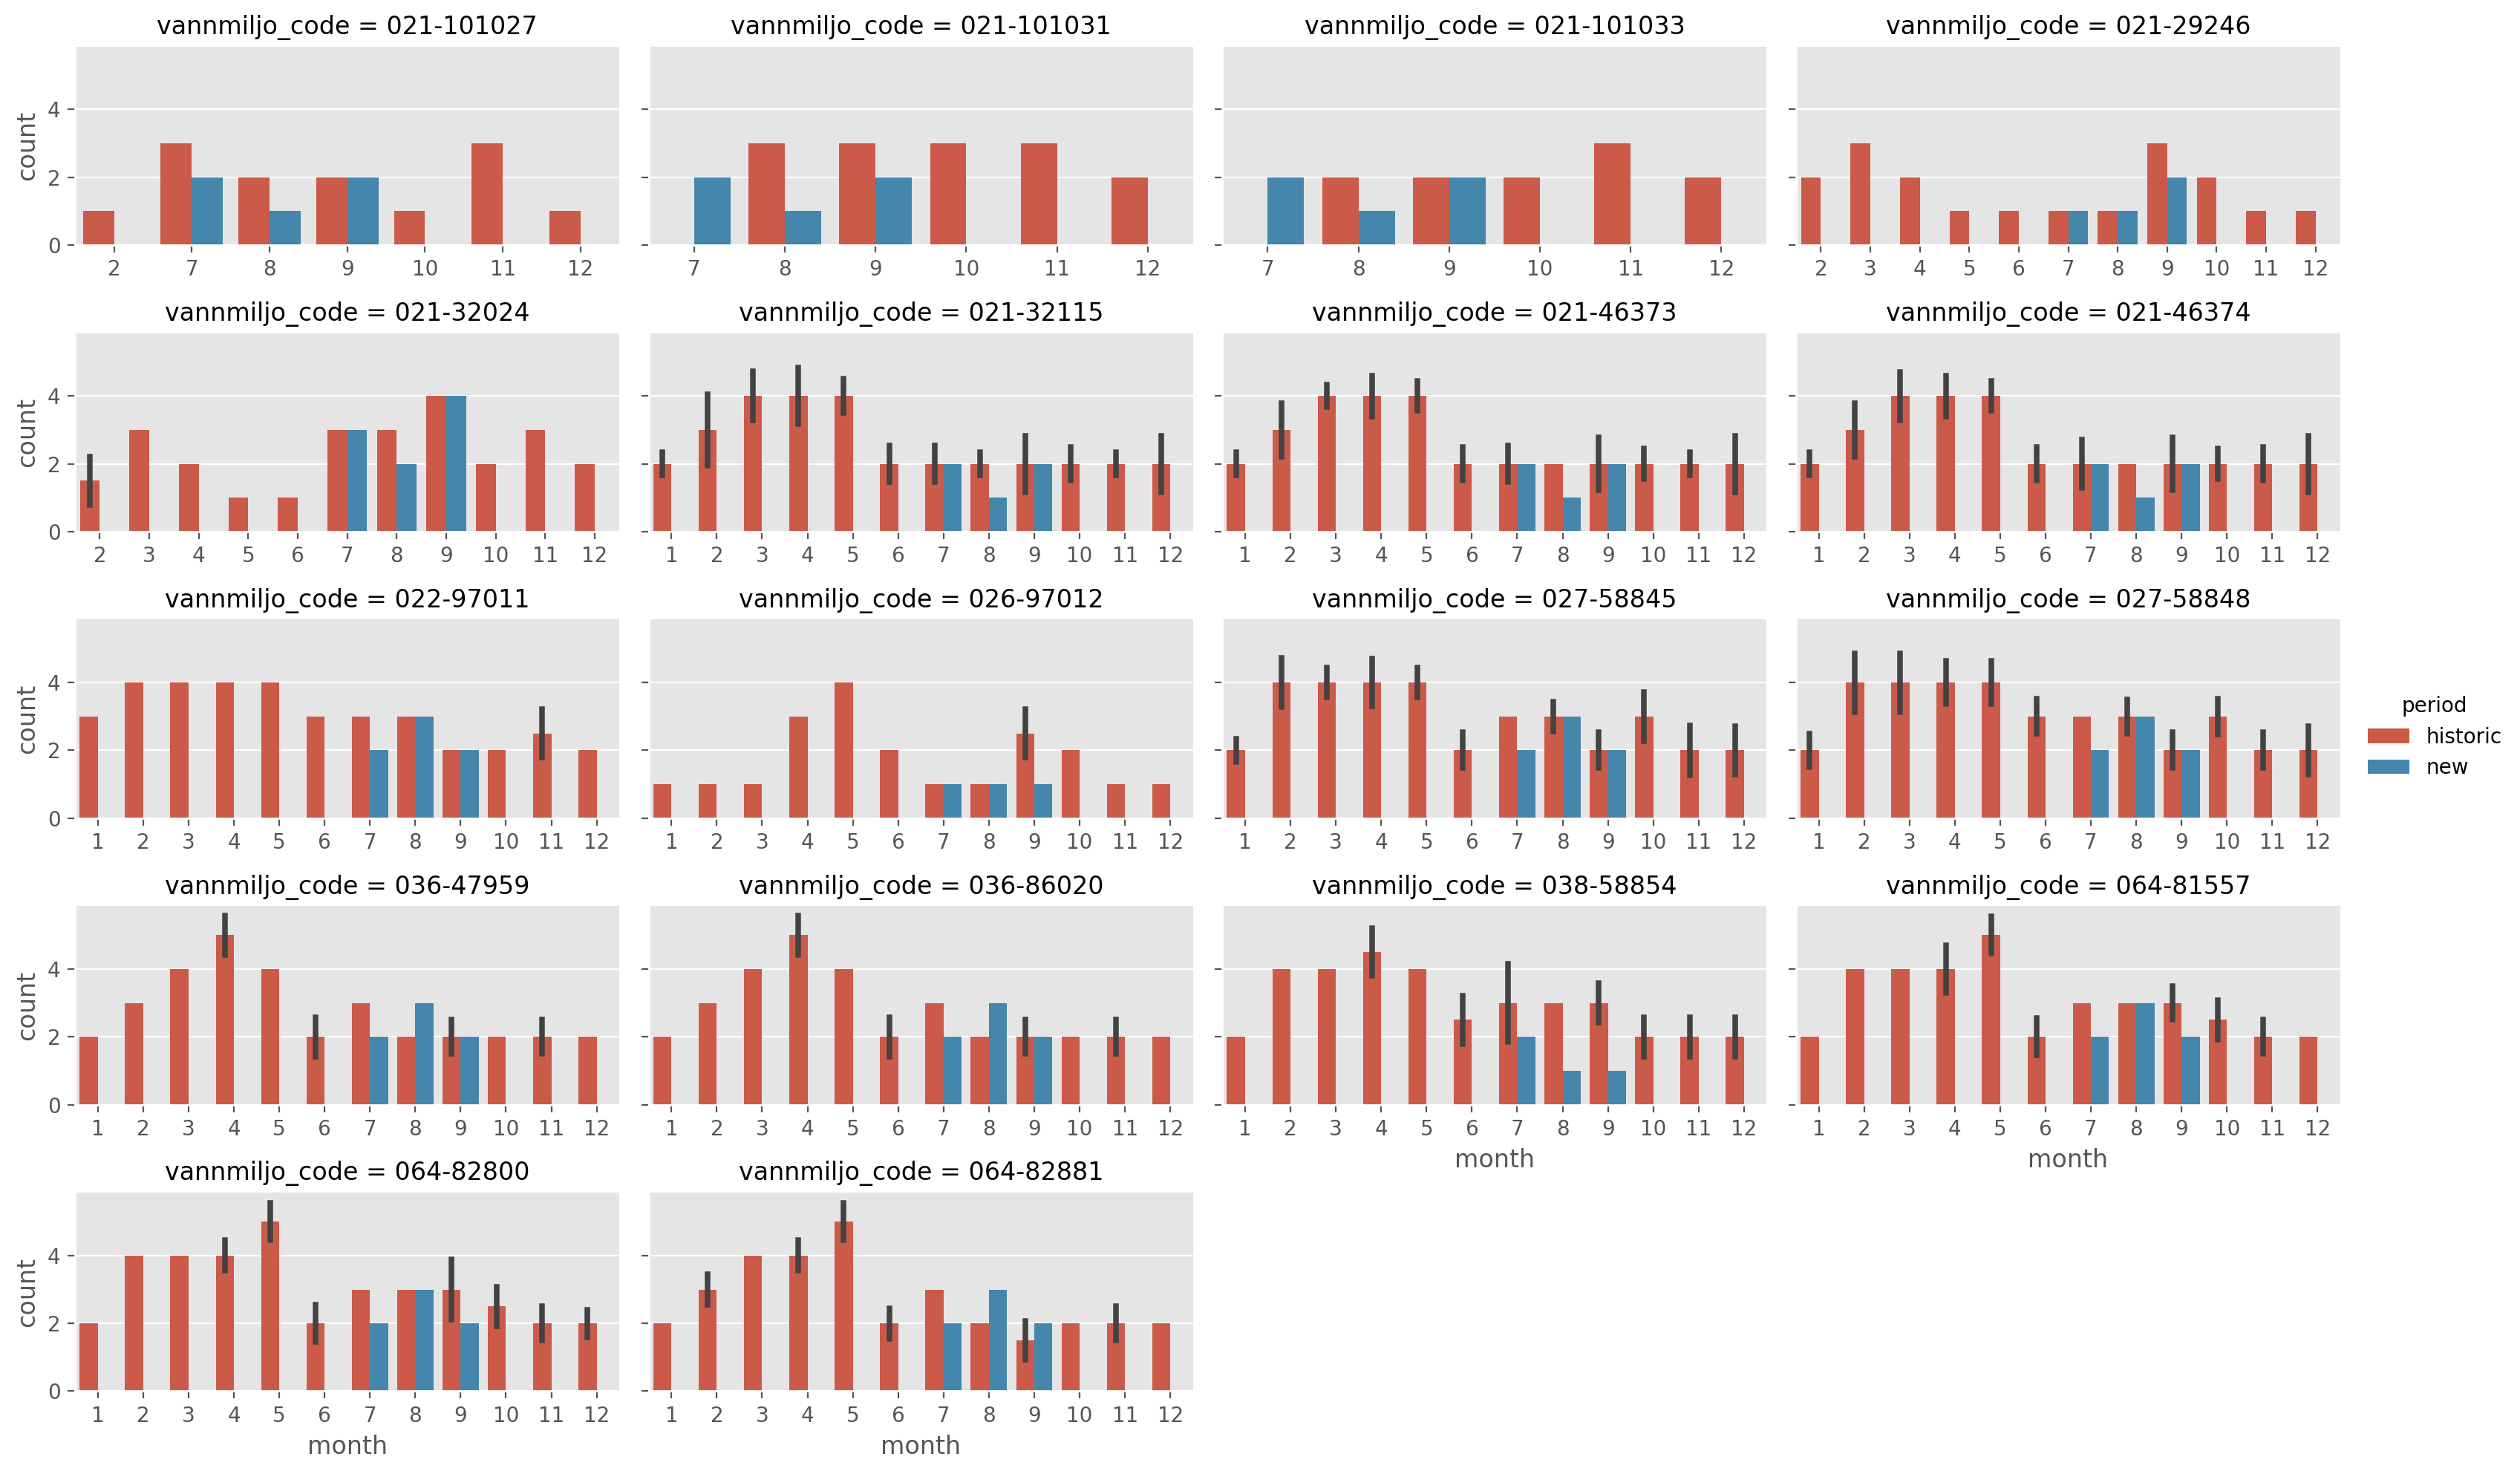 vannmiljo_code = 021-101027
vannmiljo_code = 021-101031
vannmiljo_code = 021-101033
vannmiljo_code = 021-29246
count
4
2
0
2 7 8 9 10 11 12
7 8 9 10 11 12
7 8 9 10 11 12
2 3 4 5 6 7 8 9 10 11 12
vannmiljo_code = 021-32024
vannmiljo_code = 021-32115
vannmiljo_code = 021-46373
vannmiljo_code = 021-46374
count
4
2
0
2 3 4 5 6 7 8 9 10 11 12
1 2 3 4 5 6 7 8 9 10 11 12
1 2 3 4 5 6 7 8 9 10 11 12
1 2 3 4 5 6 7 8 9 10 11 12
vannmiljo_code = 022-97011
vannmiljo_code = 026-97012
vannmiljo_code = 027-58845
vannmiljo_code = 027-58848
count
4
2
0
1 2 3 4 5 6 7 8 9 10 11 12
1 2 3 4 5 6 7 8 9 10 11 12
1 2 3 4 5 6 7 8 9 10 11 12
1 2 3 4 5 6 7 8 9 10 11 12
period
historic
new
vannmiljo_code = 036-47959
vannmiljo_code = 036-86020
vannmiljo_code = 038-58854
vannmiljo_code = 064-81557
count
4
2
0
1 2 3 4 5 6 7 8 9 10 11 12
1 2 3 4 5 6 7 8 9 10 11 12
1 2 3 4 5 6 7 8 9 10 11 12
1 2 3 4 5 6 7 8 9 10 11 12
month
month
vannmiljo_code = 064-82800
vannmiljo_code = 064-82881
count
4
2
0
1 2 3 4 5 6 7 8 9 10 11 12
1 2 3 4 5 6 7 8 9 10 11 12
month
month